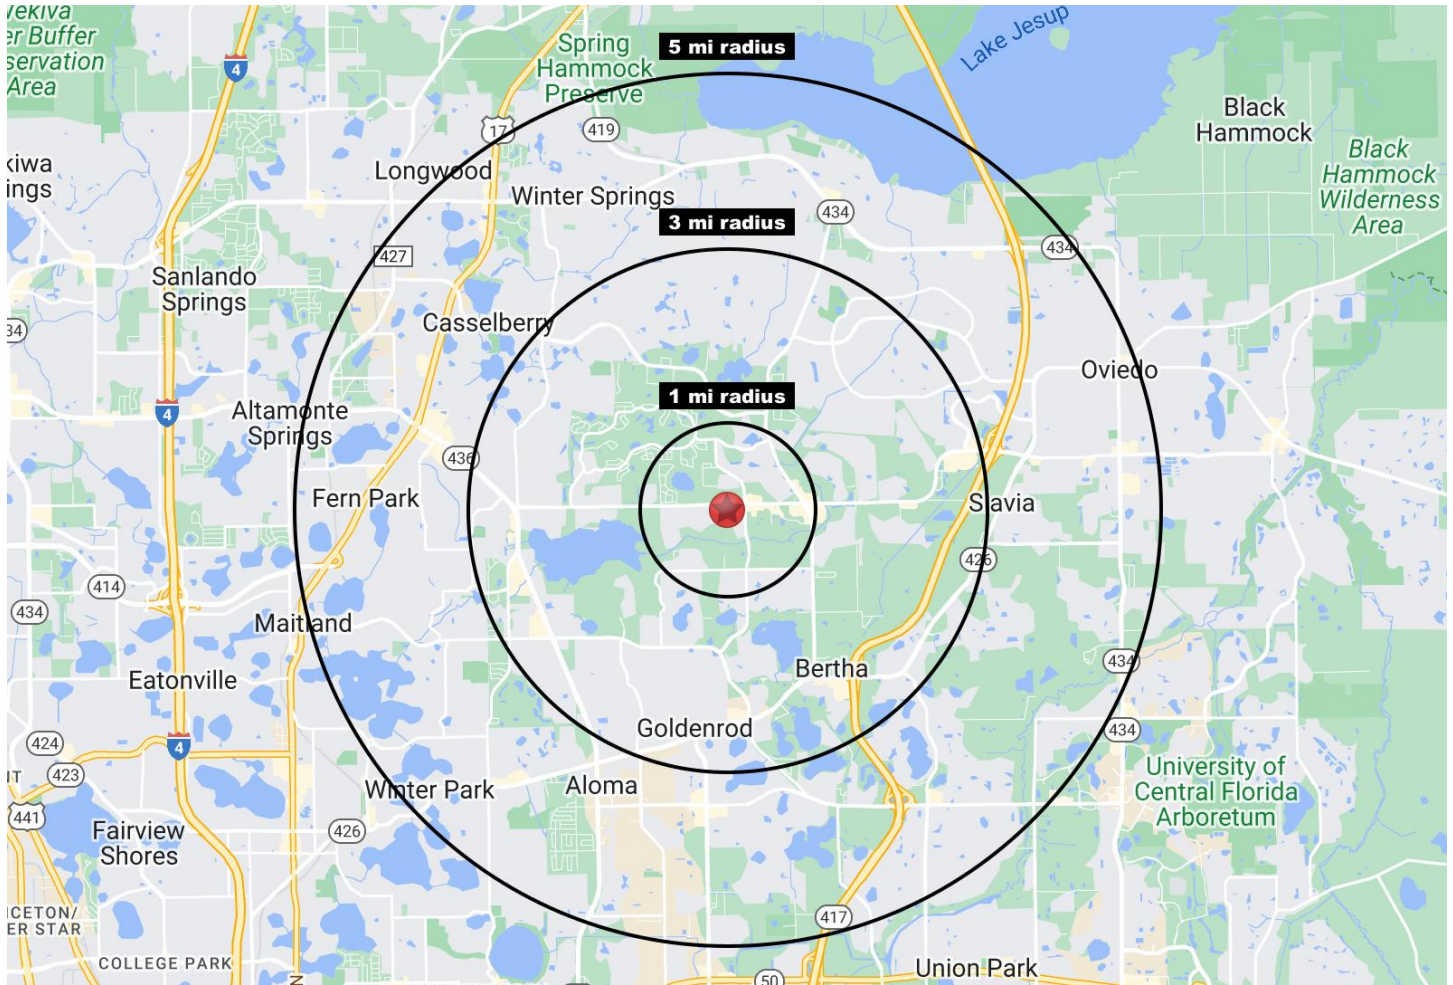 ekiva
er Buffer
servation
Area
4
Spring
Hammock
Preserve
5 mi radius
Lake Jesup
17
419
Black
Hammock
Black
Hammock
Wilderness
Area
kiwa
ings
Longwood
Winter Springs
3 mi radius
434
434
427
Sanlando
Springs
34
Casselberry
Oviedo
1 mi radius
4
Altamonte
Springs
436
Fern Park
Slavia
426
414
434
Maitland
434
Eatonville
Bertha
Goldenrod
434
424
4
423
NT
441
Winter Park
Aloma
University of
Central Florida
Arboretum
Fairview
Shores
426
CETON/
ER STAR
417
COLLEGE PARK
Union Park
50
N